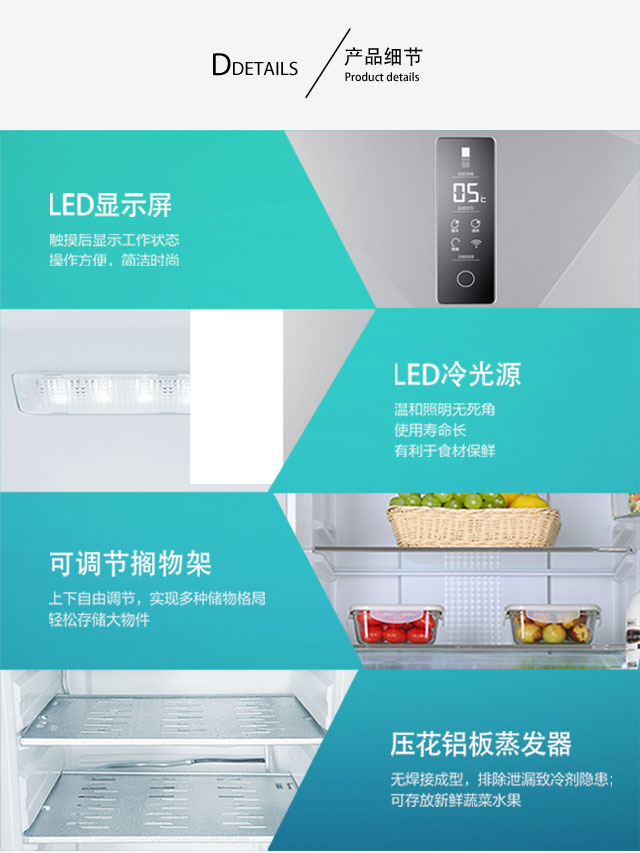 DDETAILS
产品细节
Product details
LED显示屏
触摸后显示工作状态
操作方便，简洁时尚
05℃
LED冷光源
温和照明无死角
使用寿命长
有利于食材保鲜
可调节搁物架
上下自由调节，实现多种储物格局
轻松存储大物件
压花铝板蒸发器
无焊接成型，排除泄漏致冷剂隐患；
可存放新鲜蔬菜水果